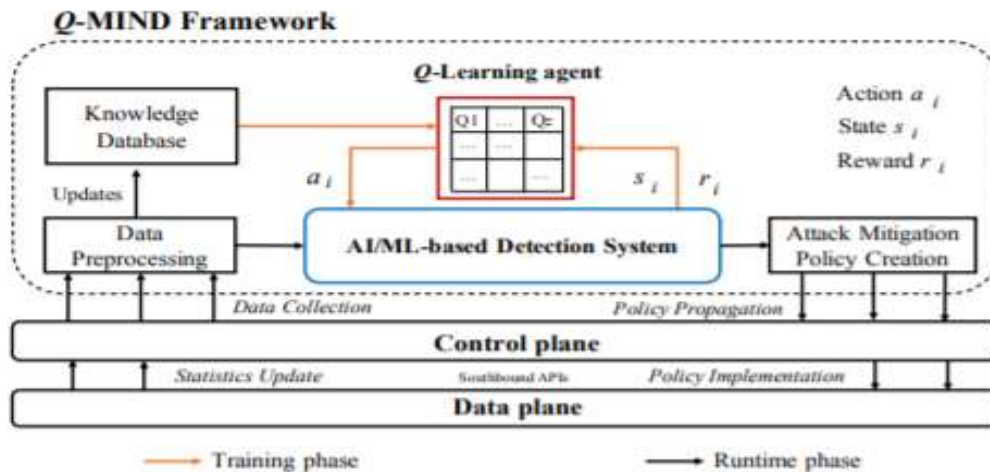 Q-MIND Framework
Q-Learning agent
Knowledge
Database
Q1 ... Qz
... ...
... ...
Action a i
State s i
Reward r i
a i
s i
r i
Updates
Data
Preprocessing
AI/ML-based Detection System
Attack Mitigation
Policy Creation
Data Collection
Policy Propagation
Control plane
Statistics Update
Southbound APIs
Policy Implementation
Data plane
Training phase
Runtime phase